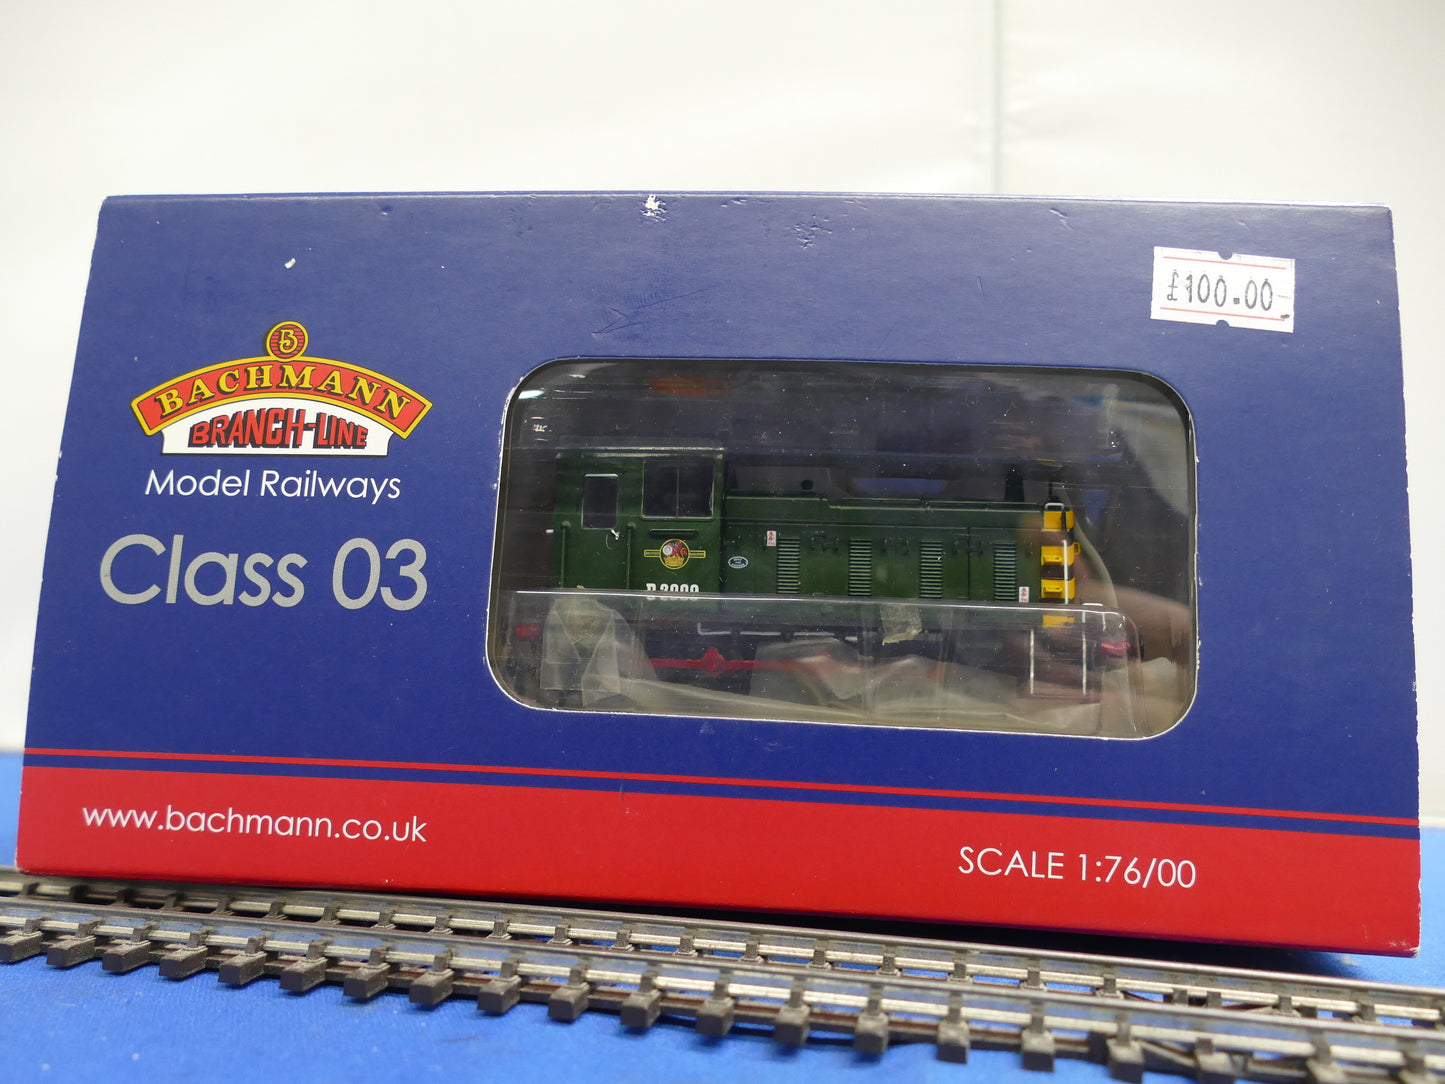 £100.00
B
BACHMANN
BRANCH-LINE
Model Railways
Class 03
www.bachmann.co.uk
SCALE 1:76/00